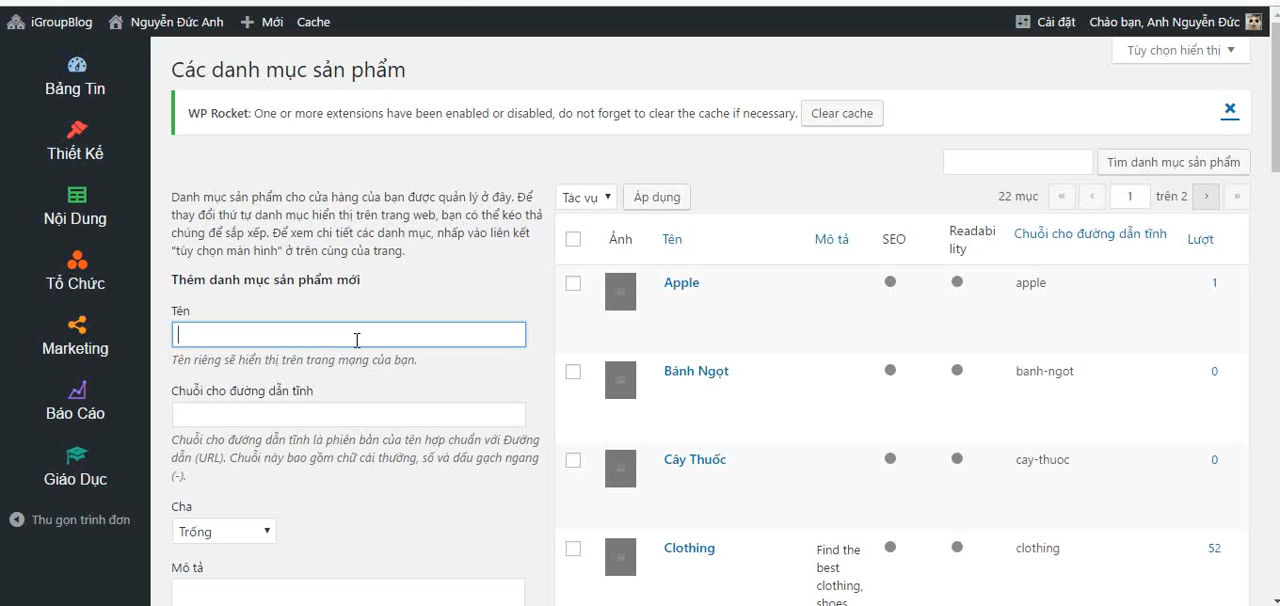 iGroupBlog Nguyễn Đức Anh Mới Cache Cài đặt Chào bạn, Anh Nguyễn Đức
Tùy chọn hiển thị
Bảng Tin
Thiết Kế
Nội Dung
Tổ Chức
Marketing
Báo Cáo
Giáo Dục
Thu gọn trình đơn
Các danh mục sản phẩm
WP Rocket: One or more extensions have been enabled or disabled, do not forget to clear the cache if necessary. Clear cache
Tìm danh mục sản phẩm
Danh mục sản phẩm cho cửa hàng của bạn được quản lý ở đây. Để
thay đổi thứ tự danh mục hiển thị trên trang web, bạn có thể kéo thả
chúng để sắp xếp. Để xem chi tiết các danh mục, nhấp vào liên kết
"tùy chọn màn hình" ở trên cùng của trang.
Thêm danh mục sản phẩm mới
Tên
Tên riêng sẽ hiển thị trên trang mạng của bạn.
Chuỗi cho đường dẫn tĩnh
Chuỗi cho đường dẫn tĩnh là phiên bản của tên hợp chuẩn với Đường
dẫn (URL). Chuỗi này bao gồm chữ cái thường, số và dấu gạch ngang
(-).
Cha
Trống
Mô tả
Tác vụ Áp dụng 22 mục « ‹ 1 trên 2 › »
Ảnh Tên Mô tả SEO Readabi
lity Chuỗi cho đường dẫn tĩnh Lượt
Apple apple 1
Bánh Ngọt banh-ngot 0
Cây Thuốc cay-thuoc 0
Clothing Find the clothing 52
best
clothing,
shoes